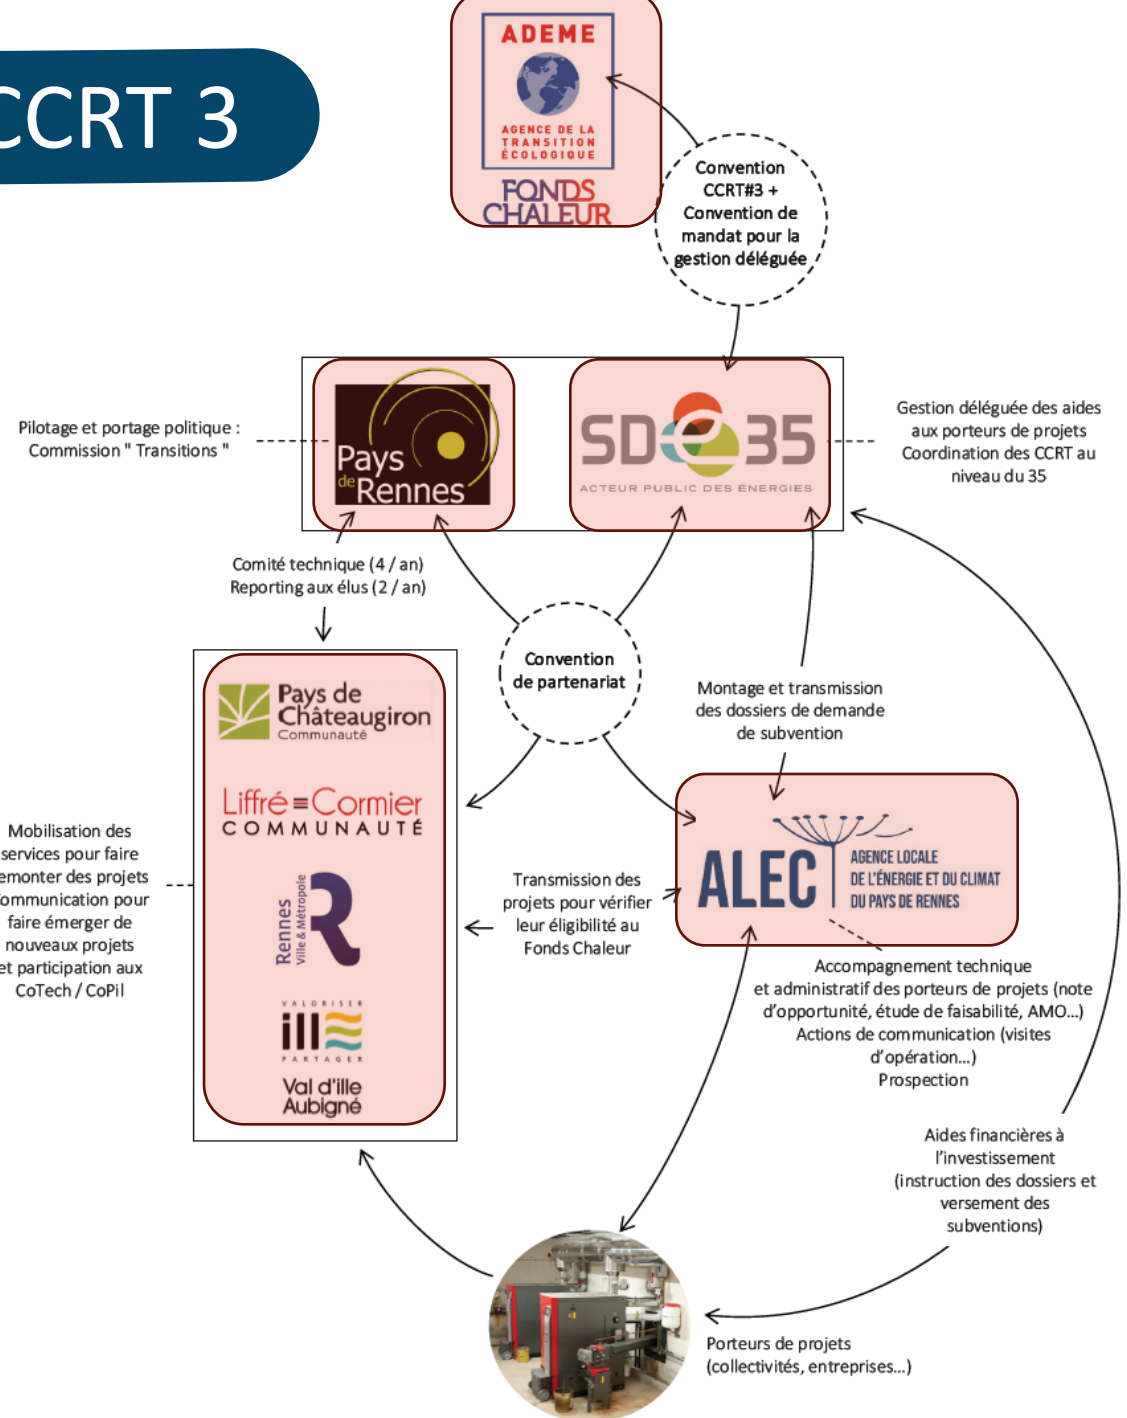 CCRT 3
ADEME
AGENCE DE LA
TRANSITION
ÉCOLOGIQUE
FONDS
CHALEUR
Convention
CCRT#3 +
Convention de
mandat pour la
gestion déléguée
Pilotage et portage politique :
Commission " Transitions "
Pays
de Rennes
SDe35
ACTEUR PUBLIC DES ÉNERGIES
Gestion déléguée des aides
aux porteurs de projets
Coordination des CCRT au
niveau du 35
Comité technique (4 / an)
Reporting aux élus (2 / an)
Convention
de partenariat
Montage et transmission
des dossiers de demande
de subvention
Pays de
Châteaugiron
Communauté
Liffré=Cormier
COMMUNAUTÉ
Rennes
Ville & Métropole
R
VALORISER
ille
PARTAGER
Val d'ille
Aubigné
Mobilisation des
services pour faire
emonter des projets
ommunication pour
faire émerger de
nouveaux projets
et participation aux
CoTech / CoPil
Transmission des
projets pour vérifier
leur éligibilité au
Fonds Chaleur
ALEC
AGENCE LOCALE
DE L'ÉNERGIE ET DU CLIMAT
DU PAYS DE RENNES
Accompagnement technique
et administratif des porteurs de projets (note
d'opportunité, étude de faisabilité, AMO...)
Actions de communication (visites
d'opération...)
Prospection
Aides financières à
l'investissement
(instruction des dossiers et
versement des
subventions)
Porteurs de projets
(collectivités, entreprises...)